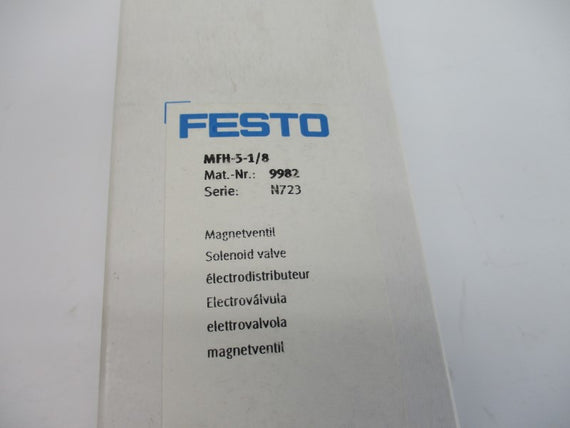 FESTO
MFH-5-1/8
Mat.-Nr.: 9982
Serie: N723
Magnetventil
Solenoid valve
électrodistributeur
Electroválvula
elettrovalvola
magnetventil